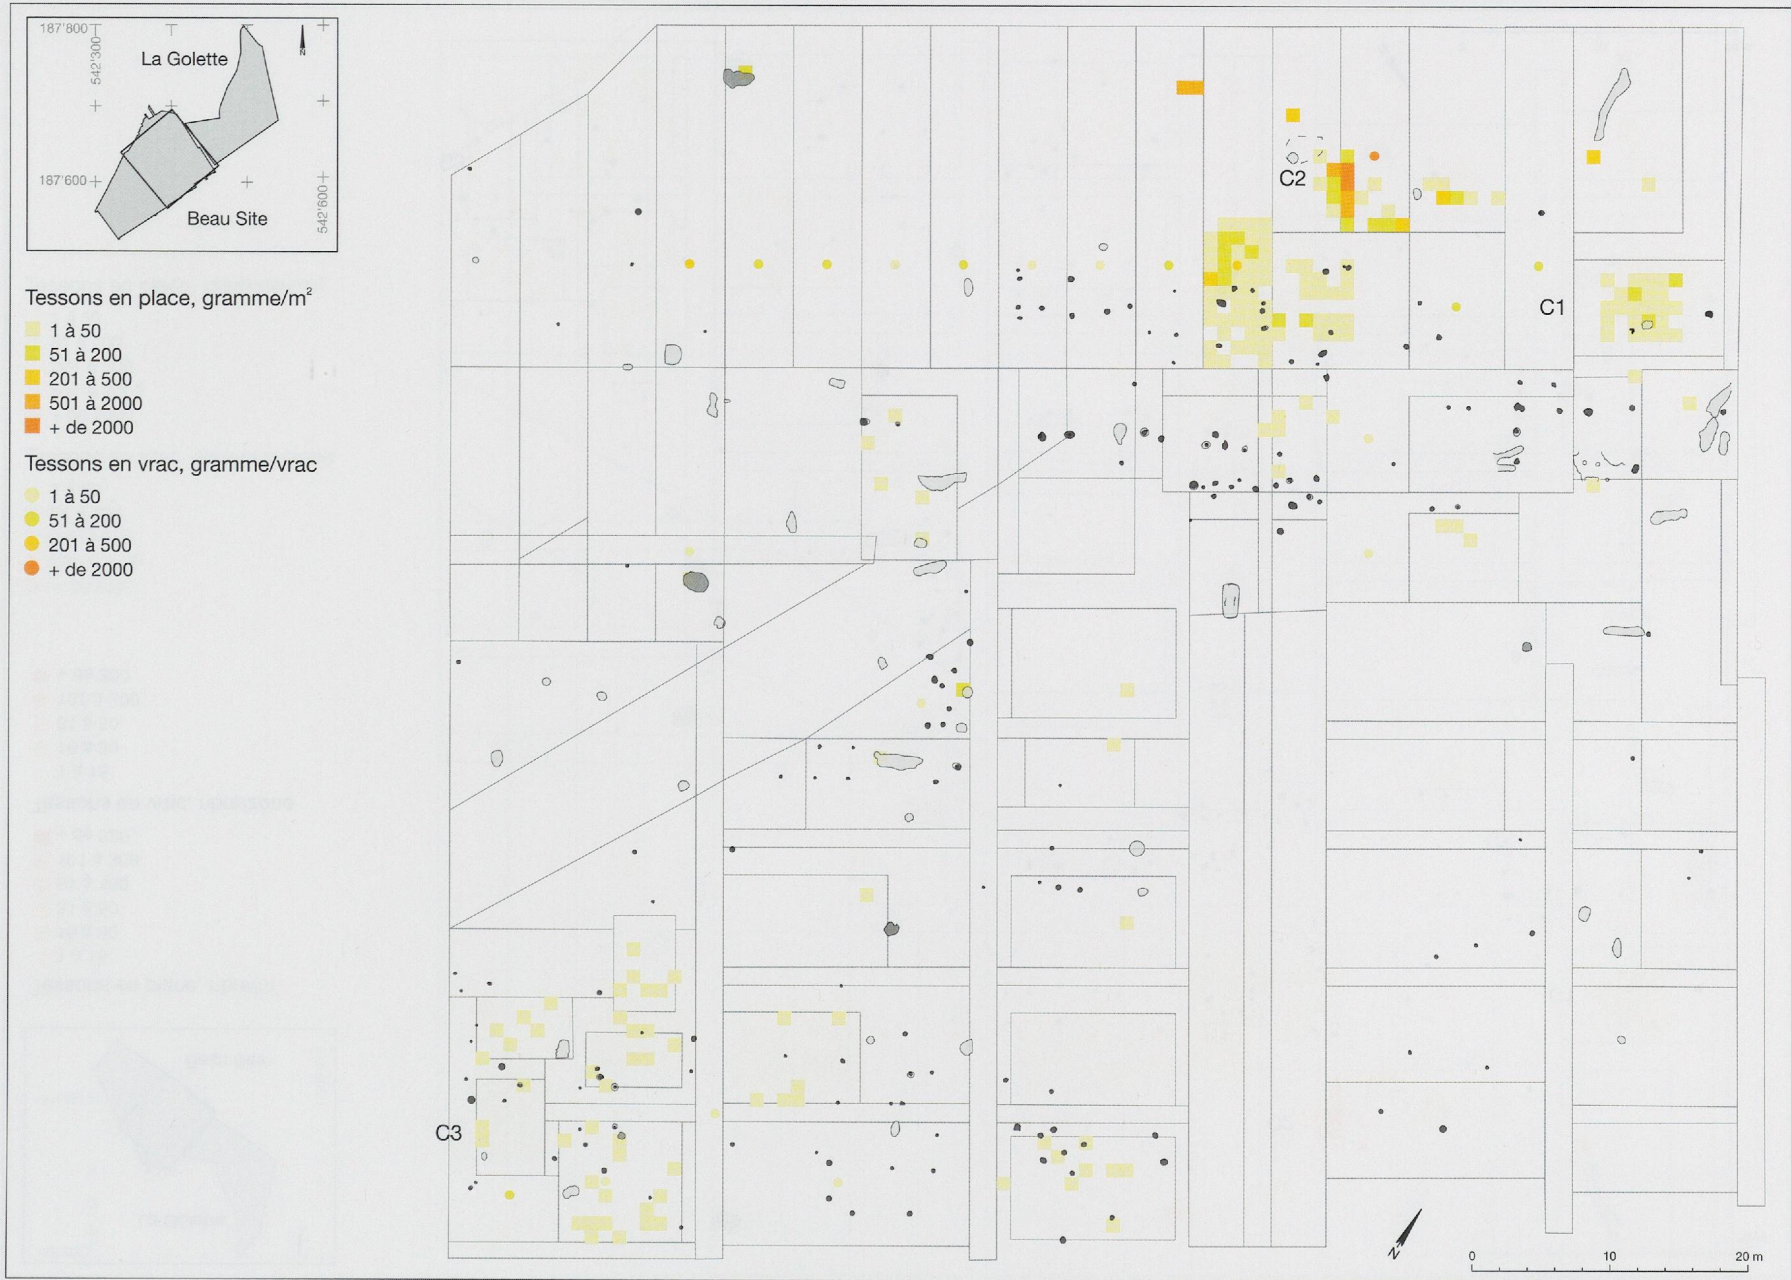 187'800
542'300
La Golette
N
187'600
Beau Site
542'600
Tessons en place, gramme/m²
1 à 50
51 à 200
201 à 500
501 à 2000
+ de 2000
Tessons en vrac, gramme/vrac
1 à 50
51 à 200
201 à 500
+ de 2000
C2
C1
C3
N
0 10 20 m